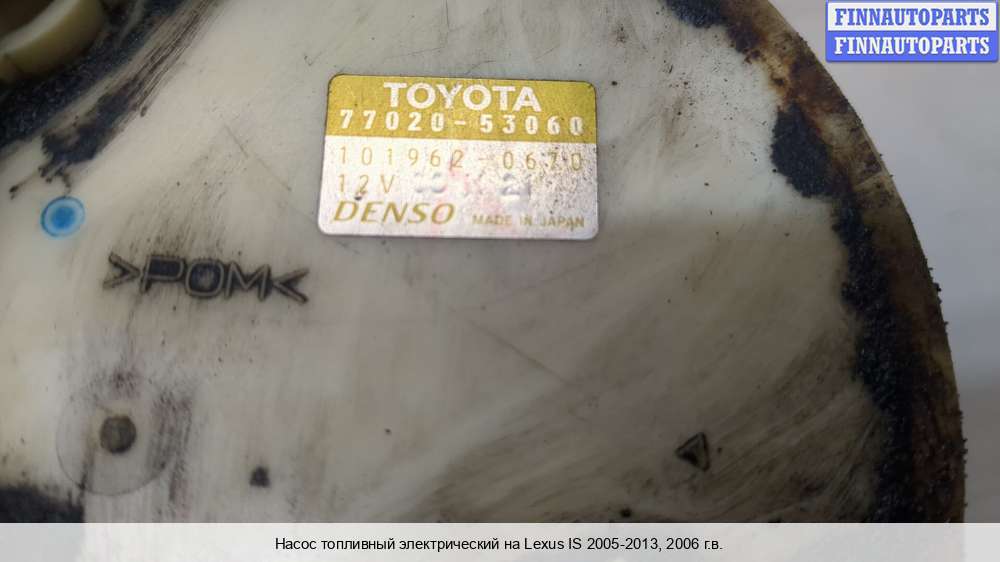 FINNAUTOPARTS
FINNAUTOPARTS
TOYOTA
77020-53060
101962-0670
12V
DENSO MADE IN JAPAN
>POM<
Насос топливный электрический на Lexus IS 2005-2013, 2006 г.в.